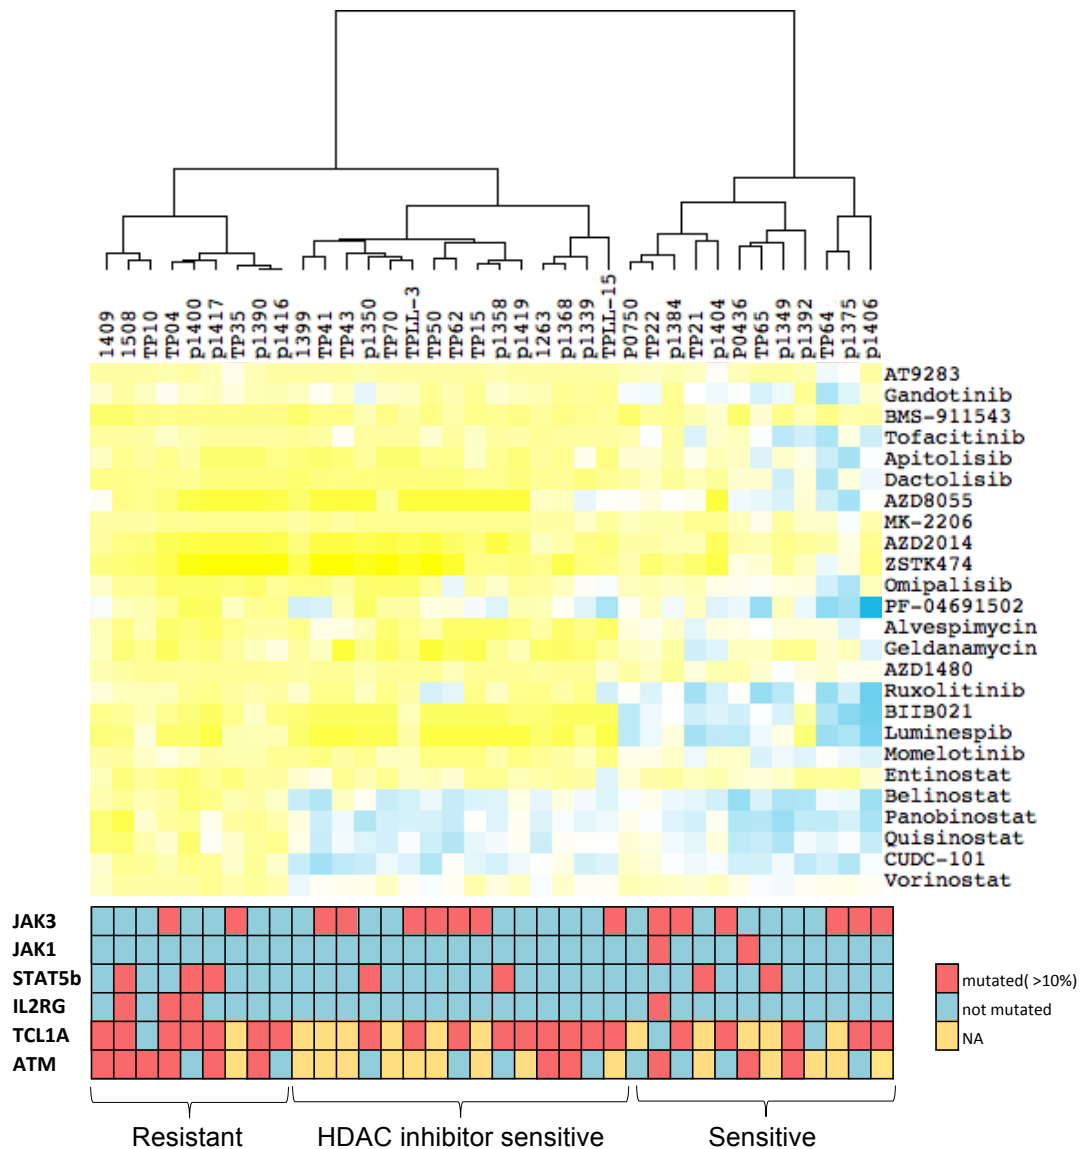 1409
1508
TP10
TP04
p1400
p1417
TP35
p1390
p1416
1399
TP41
TP43
p1350
TP70
TPLL-3
TP50
TP62
TP15
p1358
p1419
1263
p1368
p1339
TPLL-15
P0750
TP22
p1384
TP21
p1404
P0436
TP65
p1349
p1392
TP64
p1375
p1406
AT9283
Gandotinib
BMS-911543
Tofacitinib
Apitolisib
Dactolisib
AZD8055
MK-2206
AZD2014
ZSTK474
Omipalisib
PF-04691502
Alvespimycin
Geldanamycin
AZD1480
Ruxolitinib
BIIB021
Luminespib
Momelotinib
Entinostat
Belinostat
Panobinostat
Quisinostat
CUDC-101
Vorinostat
JAK3
JAK1
STAT5b
IL2RG
TCL1A
ATM
mutated( >10%)
not mutated
NA
Resistant
HDAC inhibitor sensitive
Sensitive